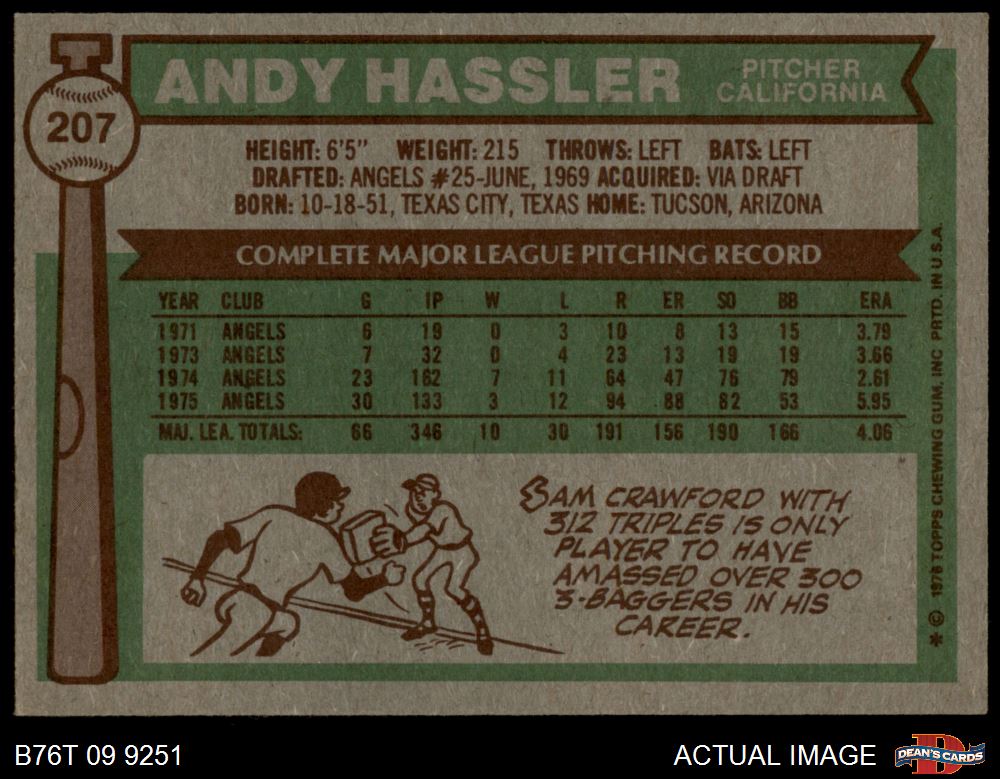 207
ANDY HASSLER
PITCHER
CALIFORNIA
HEIGHT: 6'5" WEIGHT: 215 THROWS: LEFT BATS: LEFT
DRAFTED: ANGELS #25-JUNE, 1969 ACQUIRED: VIA DRAFT
BORN: 10-18-51, TEXAS CITY, TEXAS HOME: TUCSON, ARIZONA
COMPLETE MAJOR LEAGUE PITCHING RECORD
YEAR CLUB G IP W L R ER SO BB ERA
1971 ANGELS 6 19 0 3 10 8 13 15 3.79
1973 ANGELS 7 32 0 4 23 13 19 19 3.66
1974 ANGELS 23 162 7 11 64 47 76 79 2.61
1975 ANGELS 30 133 3 12 94 88 82 53 5.95
MAJ. LEA. TOTALS: 66 346 10 30 191 156 190 166 4.06
SAM CRAWFORD WITH
312 TRIPLES IS ONLY
PLAYER TO HAVE
AMASSED OVER 300
3-BAGGERS IN HIS
CAREER.
* © 1976 TOPPS CHEWING GUM, INC. PRTD. IN U.S.A.
B76T 09 9251
ACTUAL IMAGE
D
DEAN'S CARDS